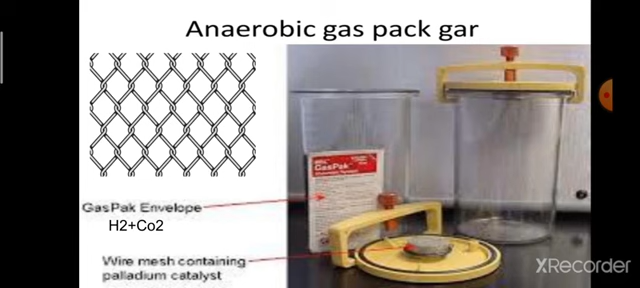 Anaerobic gas pack gar
GasPak
GasPak Envelope
H2+Co2
Wire mesh containing
palladium catalyst
XRecorder